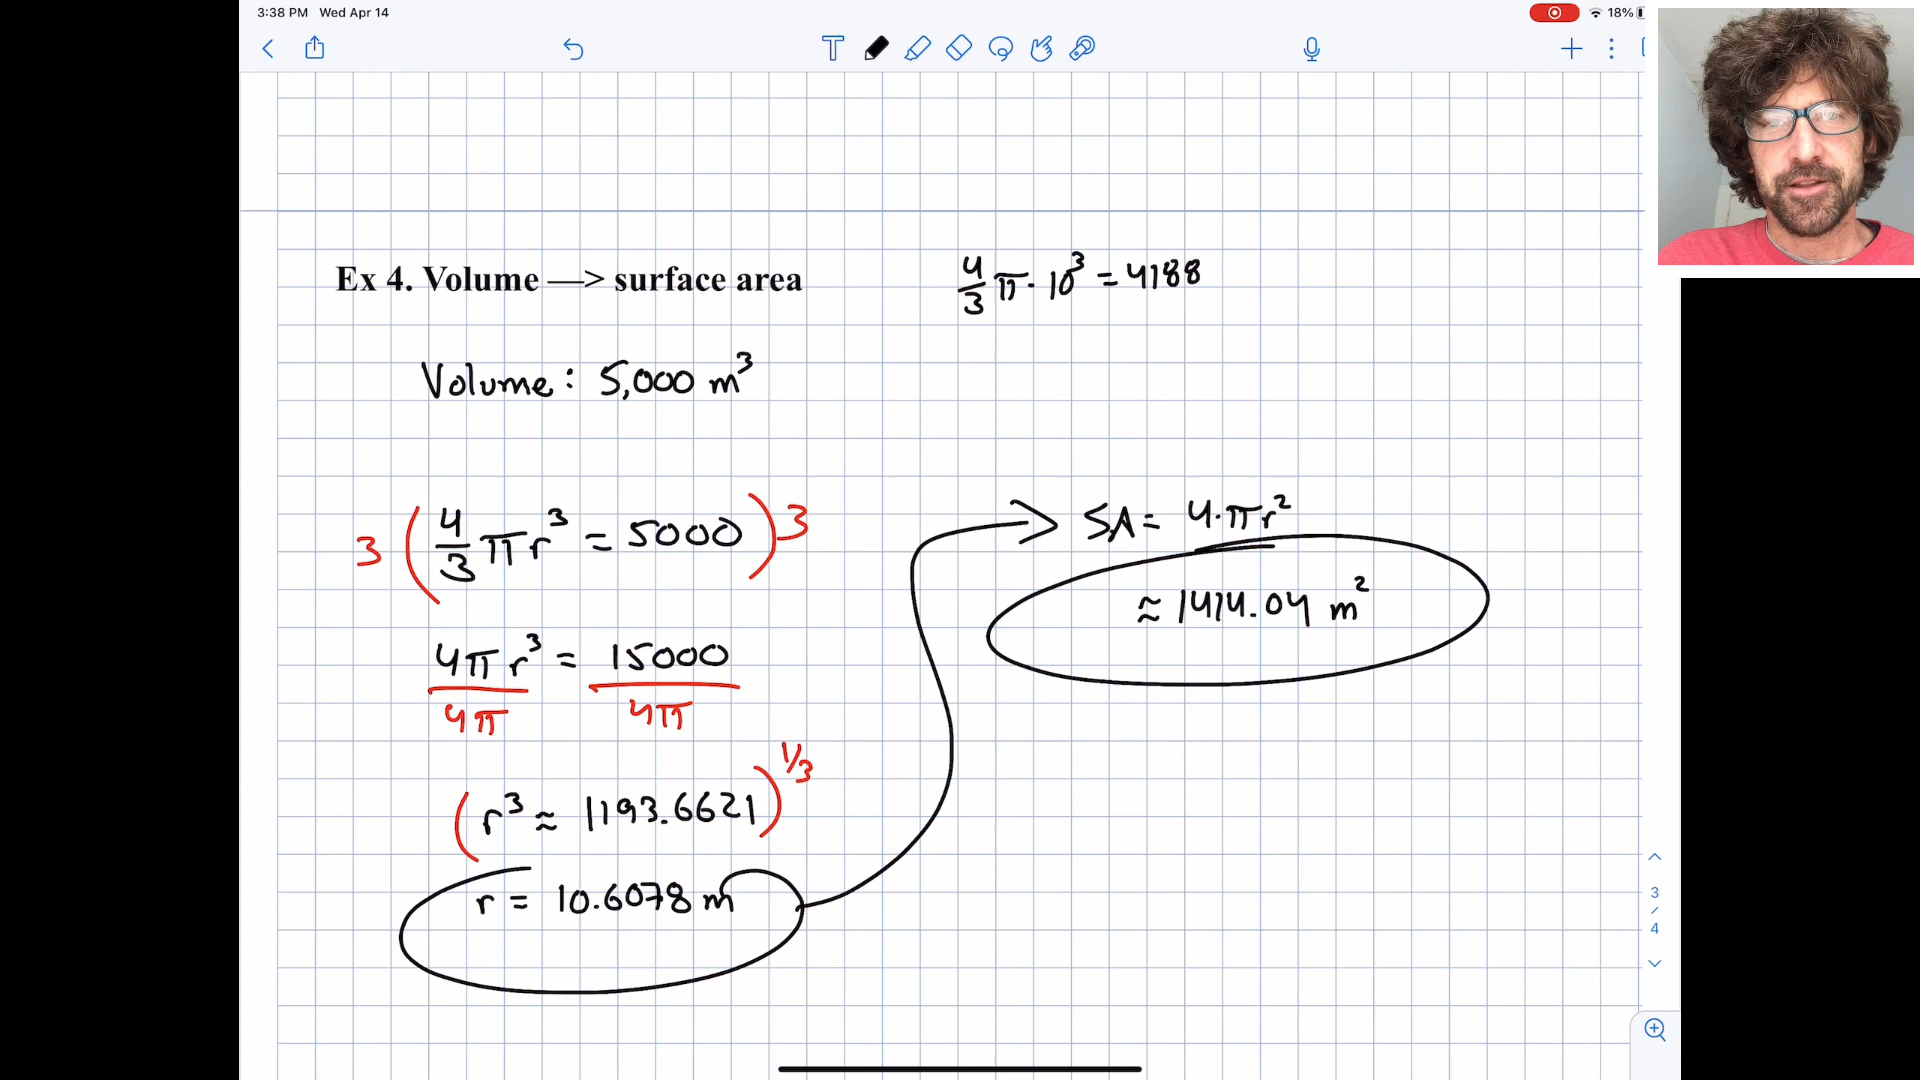 3:38 PM Wed Apr 14
18%
Ex 4. Volume —> surface area
4/3 π · 10³ = 4188
Volume : 5,000 m³
3 ( 4/3 π r³ = 5000 ) 3
4π r³ = 15000
4π 4π
( r³ ≈ 1193.6621 )^1/3
r = 10.6078 m
SA = 4·πr²
≈ 1414.04 m²
3
/
4